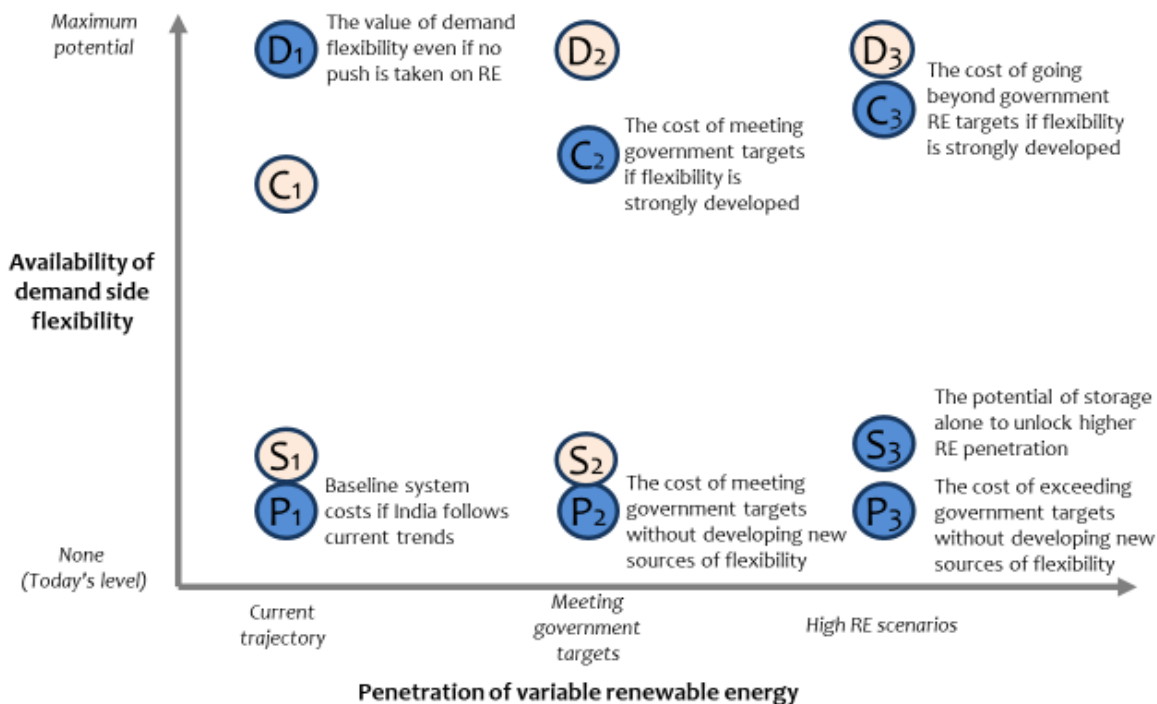 Maximum
potential
D1
The value of demand
flexibility even if no
push is taken on RE
D2
D3
The cost of going
beyond government
RE targets if flexibility
is strongly developed
C3
The cost of meeting
government targets
if flexibility is
strongly developed
C2
C1
Availability of
demand side
flexibility
S1
P1
Baseline system
costs if India follows
current trends
S2
P2
The cost of meeting
government targets
without developing new
sources of flexibility
The potential of storage
alone to unlock higher
RE penetration
S3
P3
The cost of exceeding
government targets
without developing new
sources of flexibility
None
(Today's level)
Current
trajectory
Meeting
government
targets
High RE scenarios
Penetration of variable renewable energy